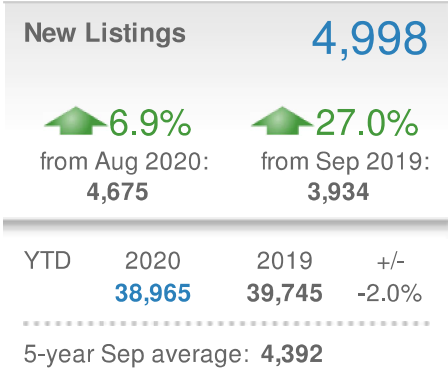 New Listings 4,998
6.9% 27.0%
from Aug 2020: from Sep 2019:
4,675 3,934
YTD 2020 2019 +/-
38,965 39,745 -2.0%
5-year Sep average: 4,392